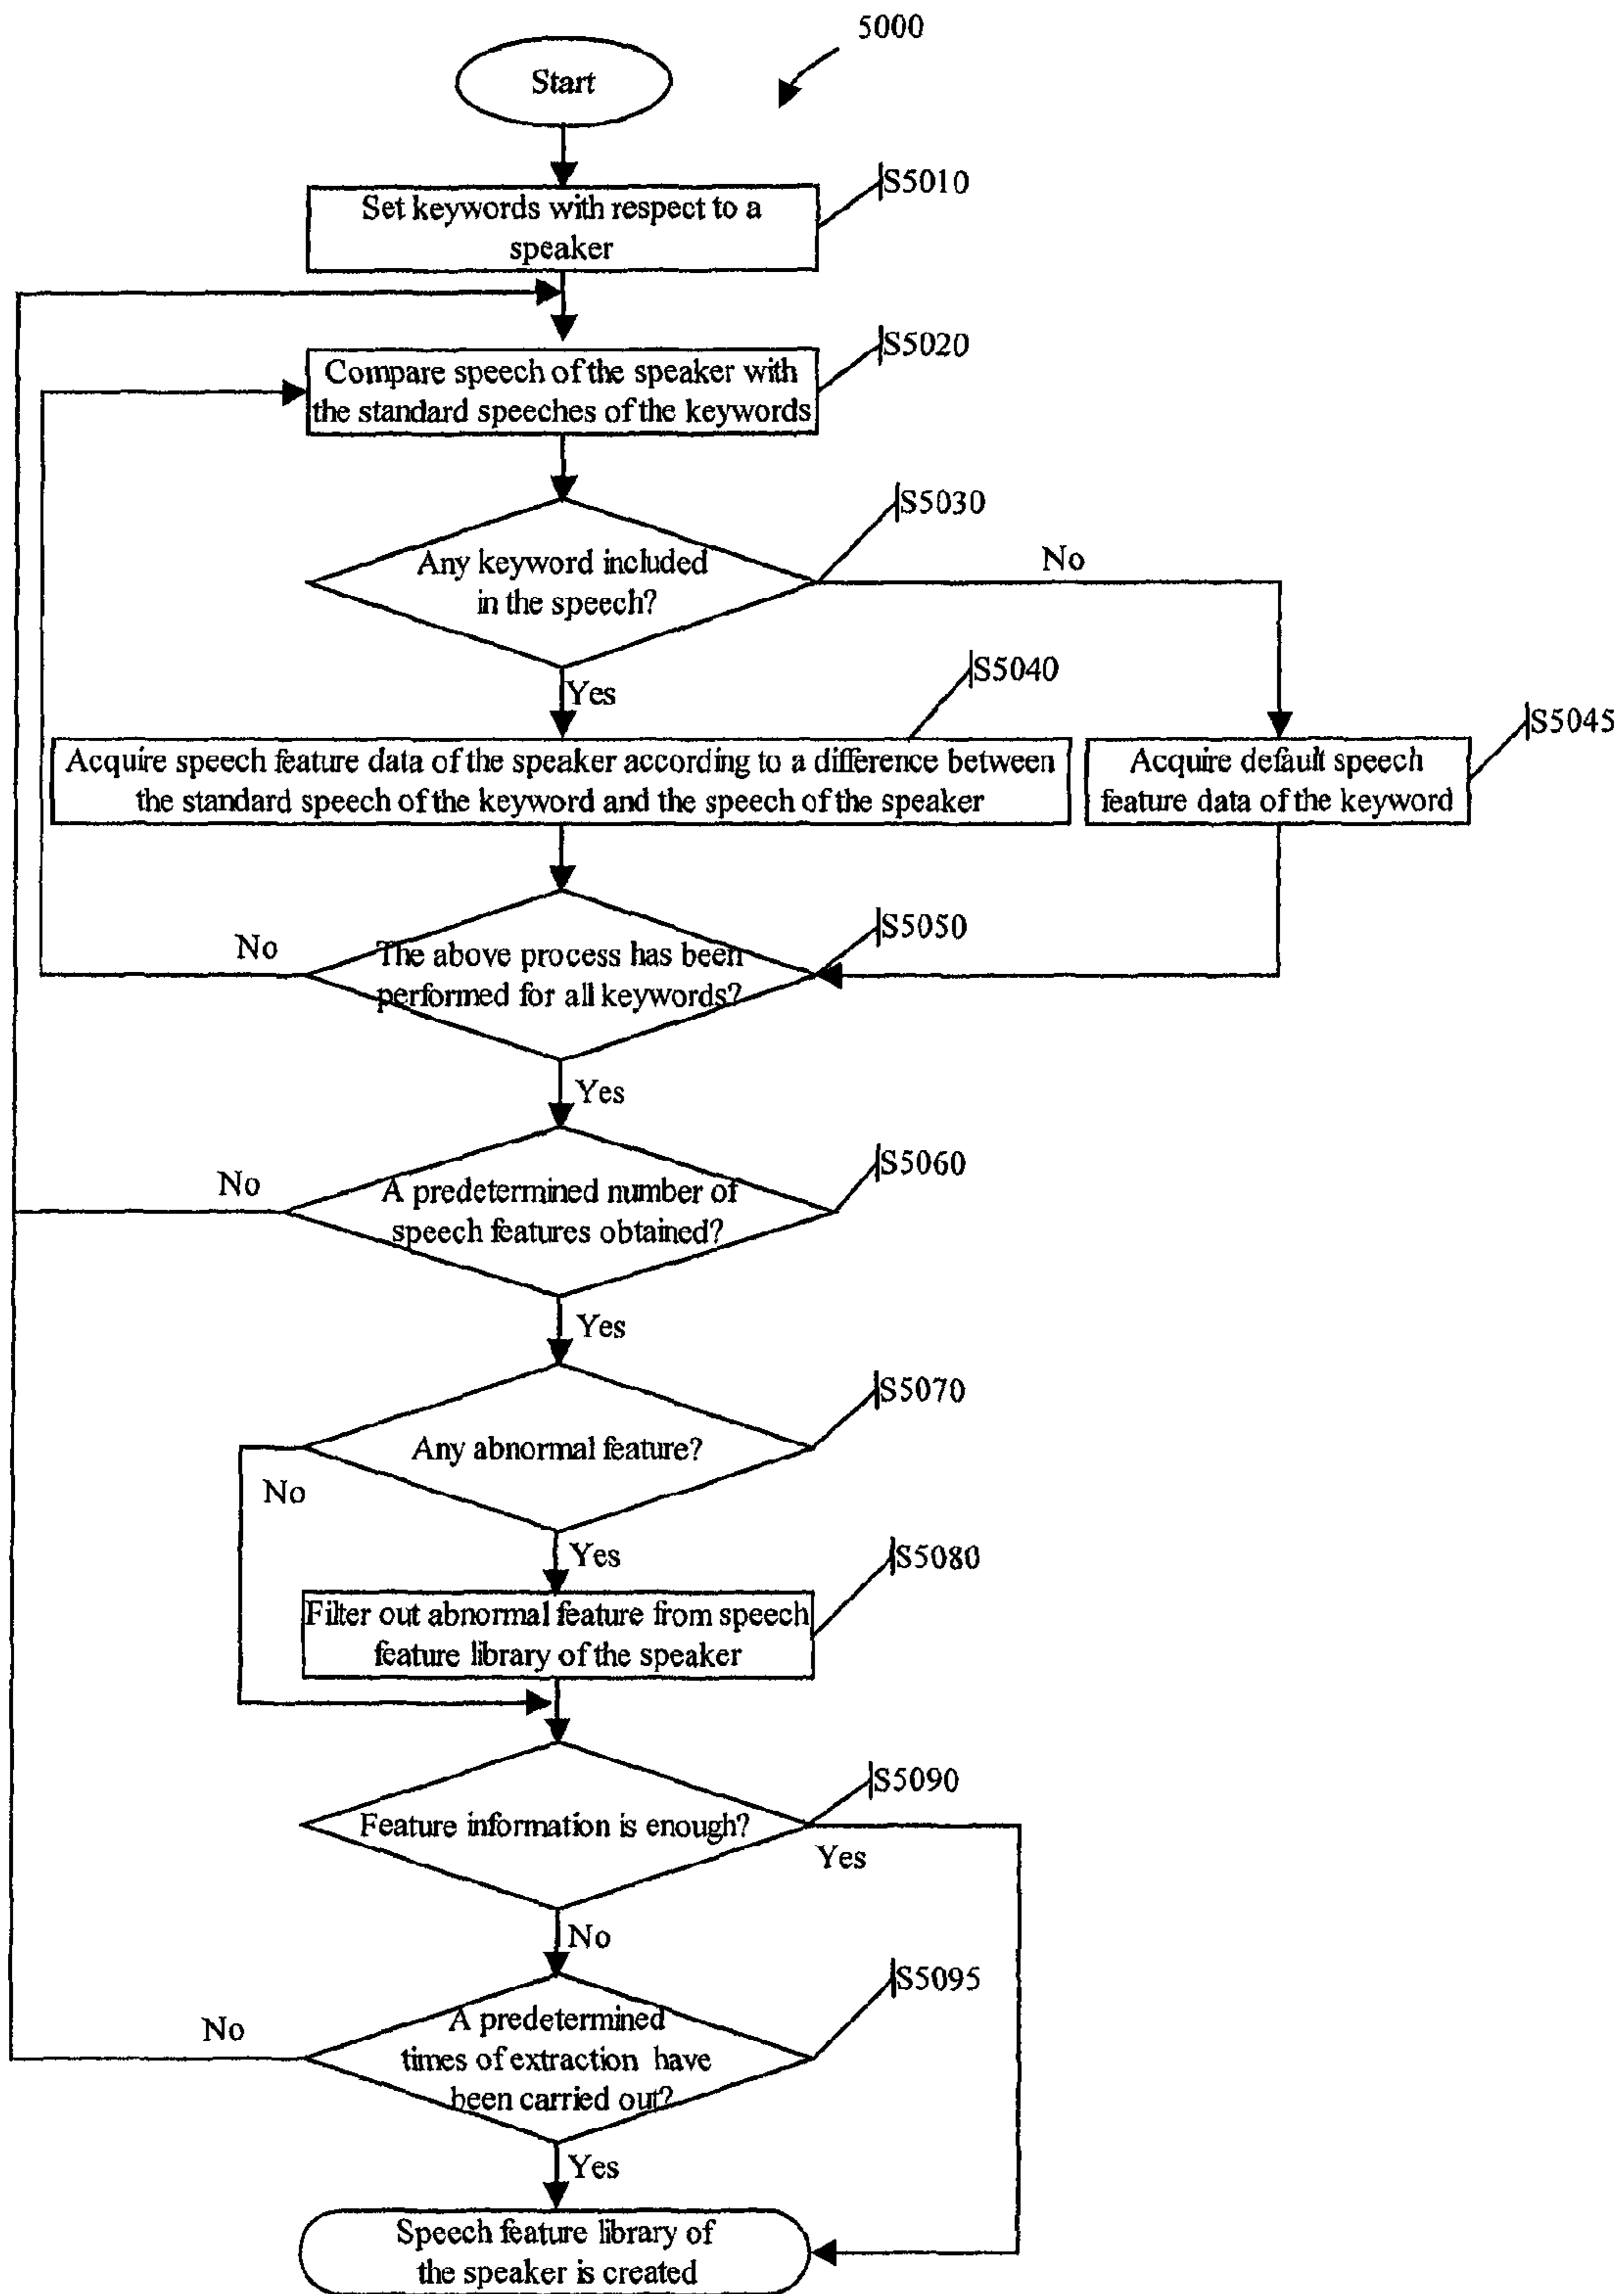 5000
Start
S5010
Set keywords with respect to a
speaker
S5020
Compare speech of the speaker with
the standard speeches of the keywords
S5030
Any keyword included
in the speech?
No
Yes
S5040
S5045
Acquire speech feature data of the speaker according to a difference between
the standard speech of the keyword and the speech of the speaker
Acquire default speech
feature data of the keyword
S5050
No
The above process has been
performed for all keywords?
Yes
S5060
No
A predetermined number of
speech features obtained?
Yes
S5070
Any abnormal feature?
No
Yes
S5080
Filter out abnormal feature from speech
feature library of the speaker
S5090
Feature information is enough?
Yes
No
S5095
No
A predetermined
times of extraction have
been carried out?
Yes
Speech feature library of
the speaker is created